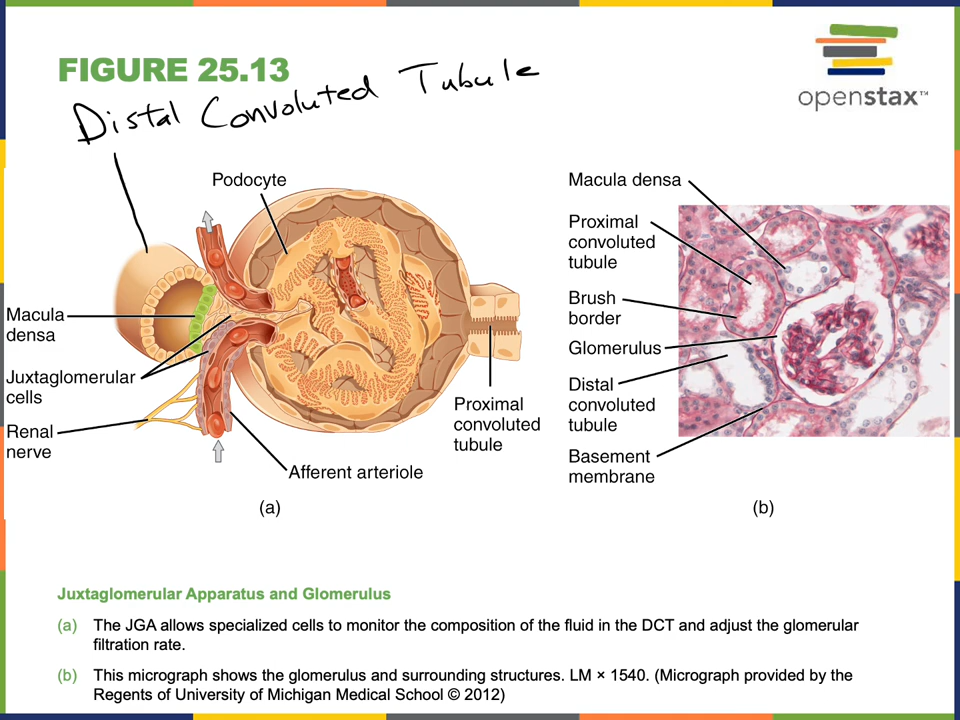 FIGURE 25.13
openstax™
Distal Convoluted Tubule
Podocyte
Macula
densa
Juxtaglomerular
cells
Renal
nerve
Afferent arteriole
Proximal
convoluted
tubule
(a)
Macula densa
Proximal
convoluted
tubule
Brush
border
Glomerulus
Distal
convoluted
tubule
Basement
membrane
(b)
Juxtaglomerular Apparatus and Glomerulus
(a) The JGA allows specialized cells to monitor the composition of the fluid in the DCT and adjust the glomerular
filtration rate.
(b) This micrograph shows the glomerulus and surrounding structures. LM × 1540. (Micrograph provided by the
Regents of University of Michigan Medical School © 2012)